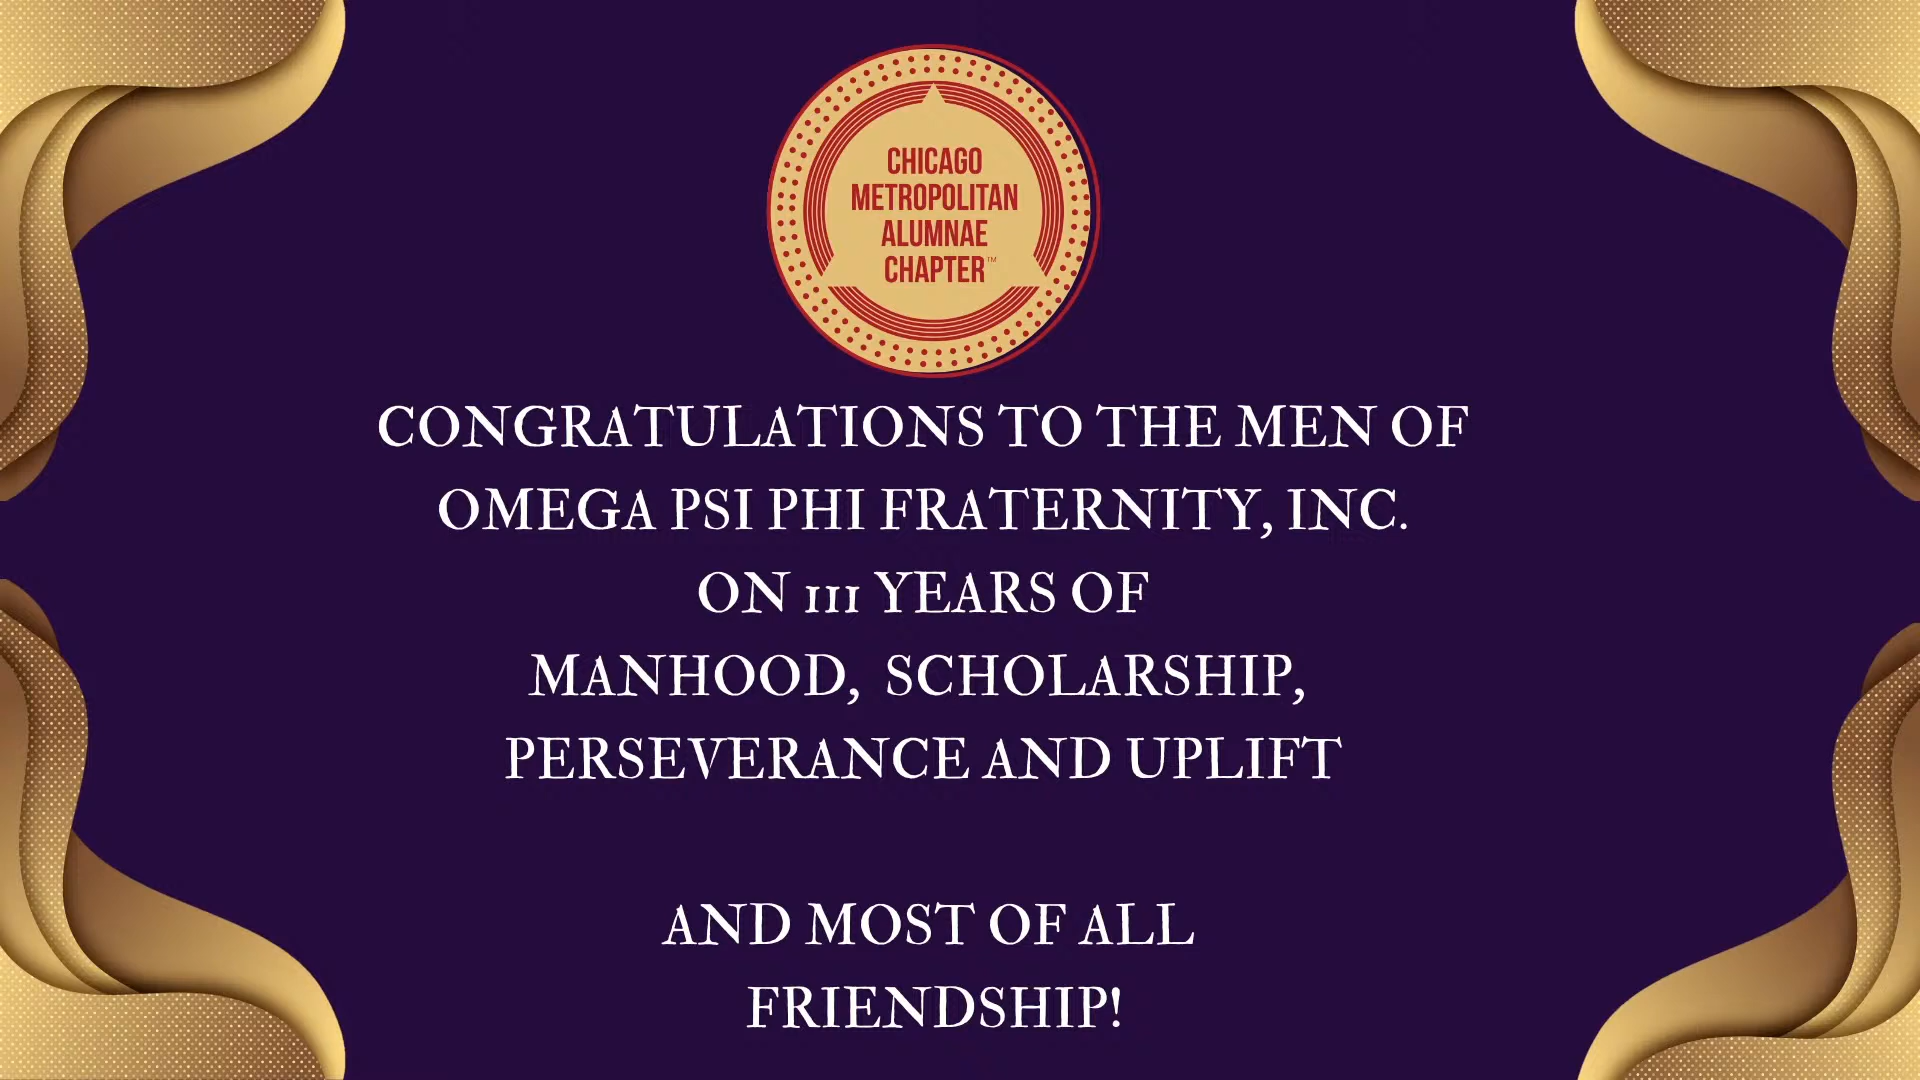 CHICAGO
METROPOLITAN
ALUMNAE
CHAPTER™
CONGRATULATIONS TO THE MEN OF
OMEGA PSI PHI FRATERNITY, INC.
ON 111 YEARS OF
MANHOOD, SCHOLARSHIP,
PERSEVERANCE AND UPLIFT
AND MOST OF ALL
FRIENDSHIP!